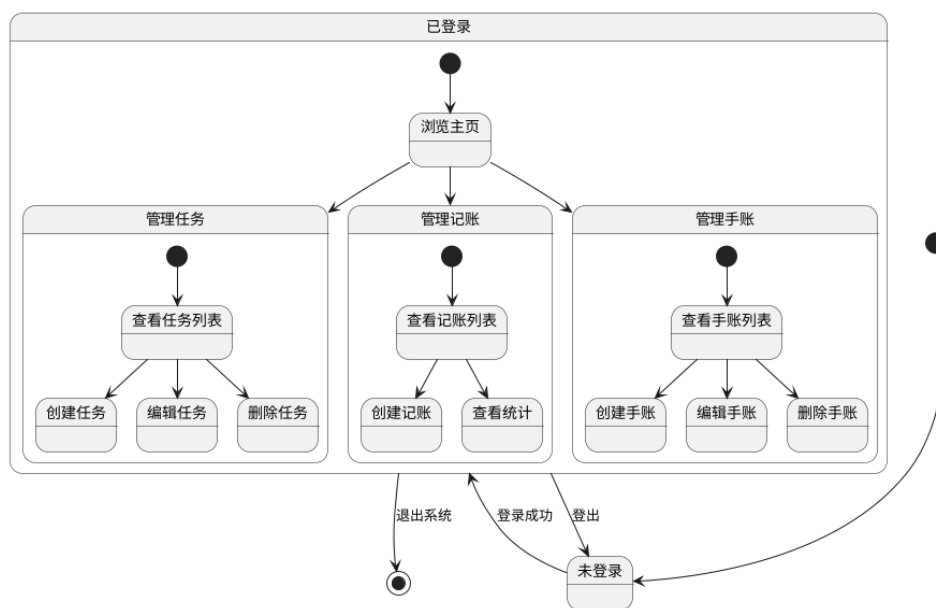 已登录
浏览主页
管理任务
管理记账
管理手账
查看任务列表
查看记账列表
查看手账列表
创建任务
编辑任务
删除任务
创建记账
查看统计
创建手账
编辑手账
删除手账
退出系统
登录成功
登出
未登录